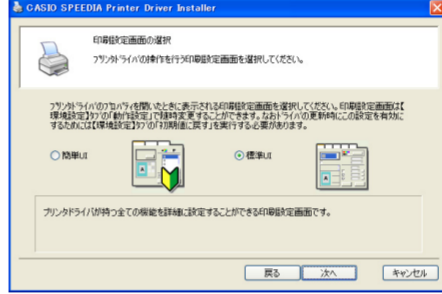 CASIO SPEEDIA Printer Driver Installer
印刷設定画面の選択
プリンタドライバの操作を行う印刷設定画面を選択してください。
プリンタドライバのプロパティを開いたときに表示される印刷設定画面を選択してください。印刷設定画面は【
環境設定】タブの「動作設定」で随時変更することができます。なおドライバの更新時にこの設定を有効に
するためには【環境設定】タブの「初期値に戻す」を実行する必要があります。
簡単UI
標準UI
プリンタドライバが持つ全ての機能を詳細に設定することができる印刷設定画面です。
戻る
次へ
キャンセル